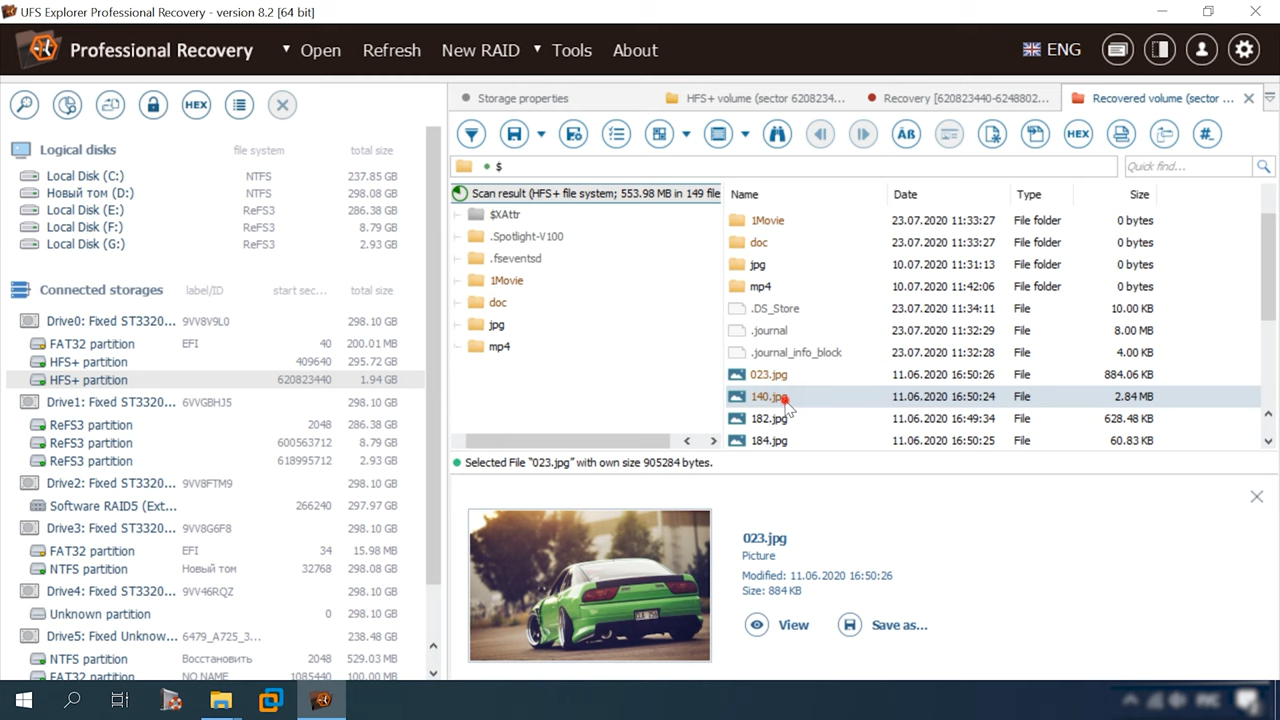 UFS Explorer Professional Recovery - version 8.2 [64 bit]
Professional Recovery Open Refresh New RAID Tools About ENG
HEX
Logical disks file system total size
Local Disk (C:) NTFS 237.85 GB
Новый том (D:) NTFS 298.08 GB
Local Disk (E:) ReFS3 286.38 GB
Local Disk (F:) ReFS3 8.79 GB
Local Disk (G:) ReFS3 2.93 GB
Connected storages label/ID start sec... total size
Drive0: Fixed ST3320... 9VV8V9L0 298.10 GB
FAT32 partition EFI 40 200.01 MB
HFS+ partition 409640 295.72 GB
HFS+ partition 620823440 1.94 GB
Drive1: Fixed ST3320... 6VVGBHJ5 298.10 GB
ReFS3 partition 2048 286.38 GB
ReFS3 partition 600563712 8.79 GB
ReFS3 partition 618995712 2.93 GB
Drive2: Fixed ST3320... 9VV8FTM9 298.10 GB
Software RAID5 (Ext... 266240 297.97 GB
Drive3: Fixed ST3320... 9VV8G6F8 298.10 GB
FAT32 partition EFI 34 15.98 MB
NTFS partition Новый том 32768 298.08 GB
Drive4: Fixed ST3320... 9VV46RQZ 298.10 GB
Unknown partition 0 298.10 GB
Drive5: Fixed Unknow... 6479_A725_3... 238.48 GB
NTFS partition Восстановить 2048 529.03 MB
FAT32 partition NO NAME 1085440 100.00 MB
Storage properties HFS+ volume (sector 6208234... Recovery [620823440-6248802... Recovered volume (sector ...
Aß HEX
$ Quick find...
Scan result (HFS+ file system; 553.98 MB in 149 file
$XAttr
.Spotlight-V100
.fseventsd
1Movie
doc
jpg
mp4
Name Date Type Size
1Movie 23.07.2020 11:33:27 File folder 0 bytes
doc 23.07.2020 11:33:27 File folder 0 bytes
jpg 10.07.2020 11:31:13 File folder 0 bytes
mp4 10.07.2020 11:42:06 File folder 0 bytes
.DS_Store 23.07.2020 11:34:11 File 10.00 KB
.journal 23.07.2020 11:32:29 File 8.00 MB
.journal_info_block 23.07.2020 11:32:28 File 4.00 KB
023.jpg 11.06.2020 16:50:26 File 884.06 KB
140.jpg 11.06.2020 16:50:24 File 2.84 MB
182.jpg 11.06.2020 16:49:34 File 628.48 KB
184.jpg 11.06.2020 16:50:25 File 60.83 KB
Selected File "023.jpg" with own size 905284 bytes.
023.jpg
Picture
Modified: 11.06.2020 16:50:26
Size: 884 KB
View Save as...